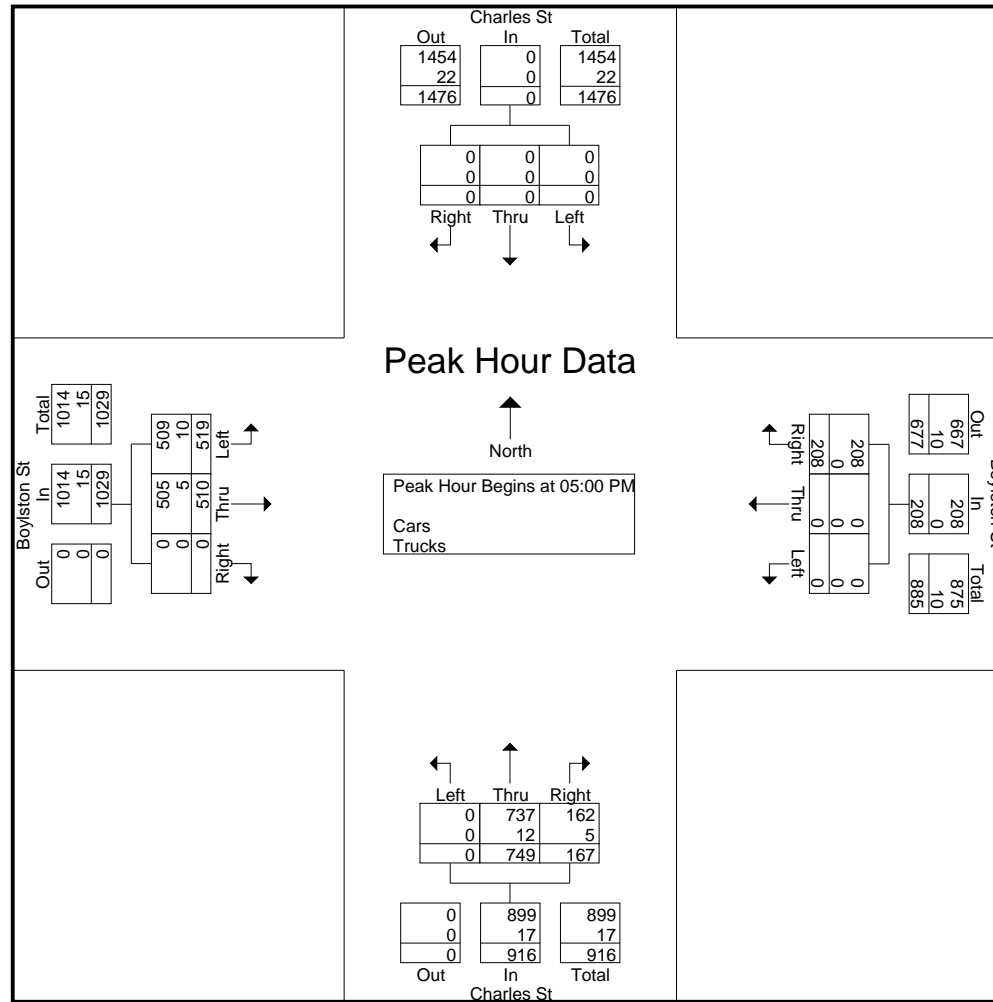 Charles St
Out In Total
1454 0 1454
22 0 22
1476 0 1476
0 0 0
0 0 0
0 0 0
Right Thru Left
Peak Hour Data
North
Peak Hour Begins at 05:00 PM
Cars
Trucks
Boylston St
Total In Out
1014 1014 0
15 15 0
1029 1029 0
509 505 0
10 5 0
519 510 0
Left Thru Right
Right Thru Left
208 0 0
0 0 0
208 0 0
Out In Total
667 208 875
10 0 10
677 208 885
Left Thru Right
0 737 162
0 12 5
0 749 167
0 899 899
0 17 17
0 916 916
Out In Total
Charles St